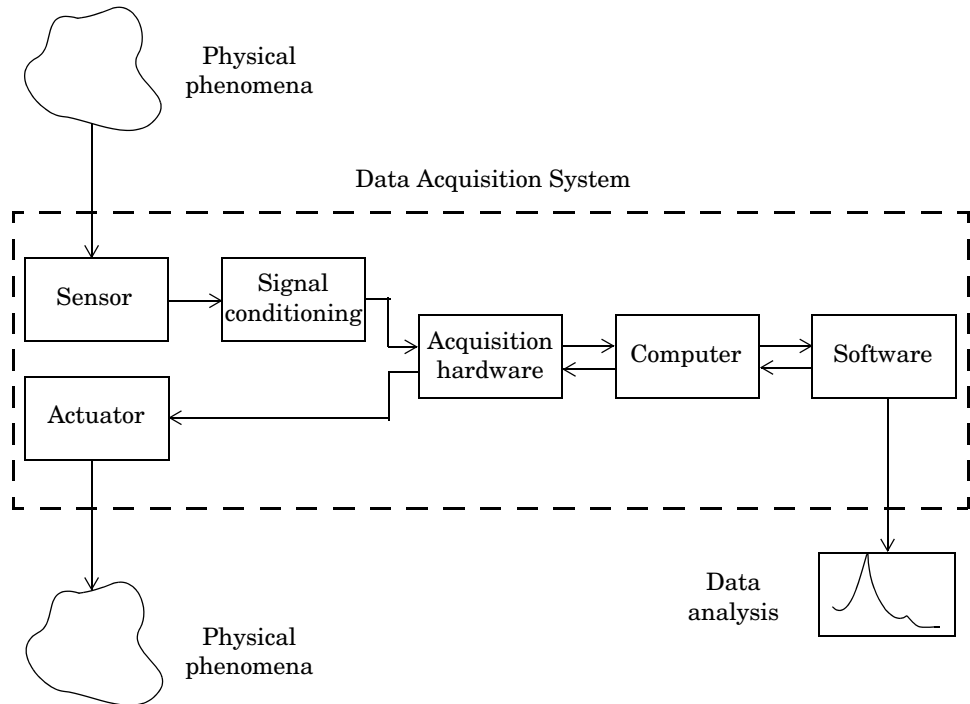 Physical
phenomena
Data Acquisition System
Sensor
Signal
conditioning
Acquisition
hardware
Computer
Software
Actuator
Data
analysis
Physical
phenomena